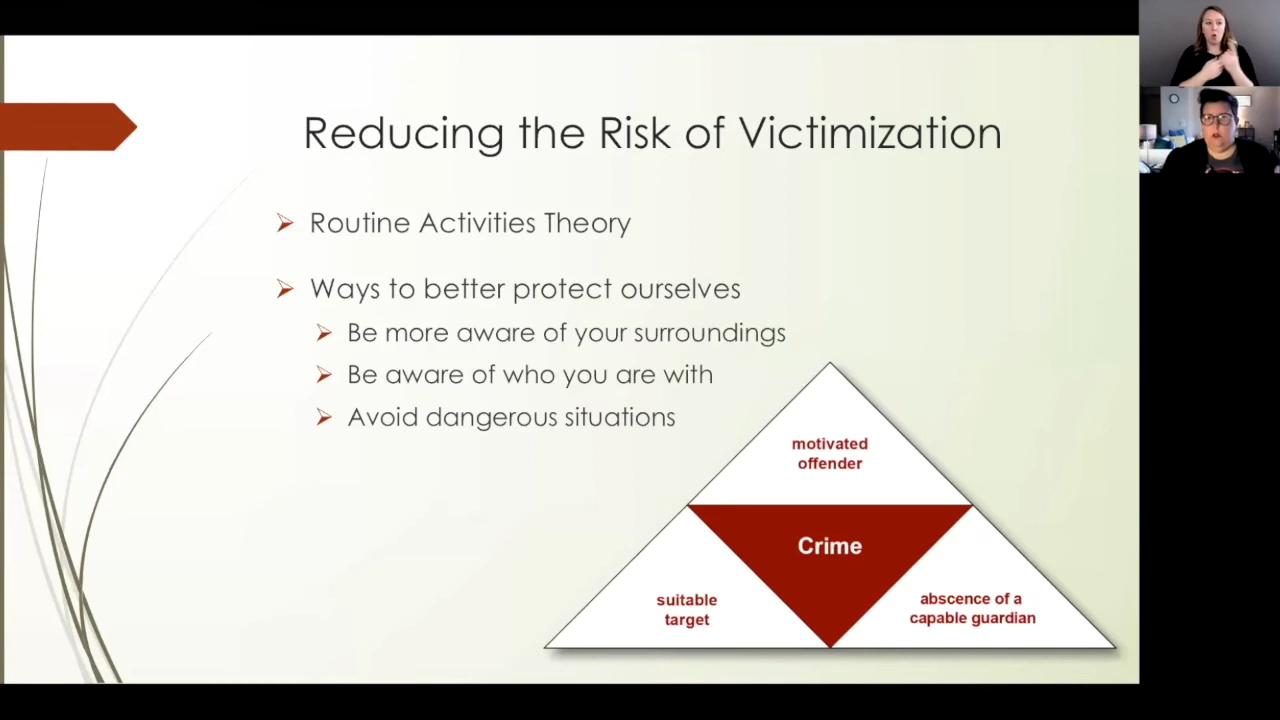 Reducing the Risk of Victimization
Routine Activities Theory
Ways to better protect ourselves
Be more aware of your surroundings
Be aware of who you are with
Avoid dangerous situations
motivated
offender
Crime
suitable
target
abscence of a
capable guardian